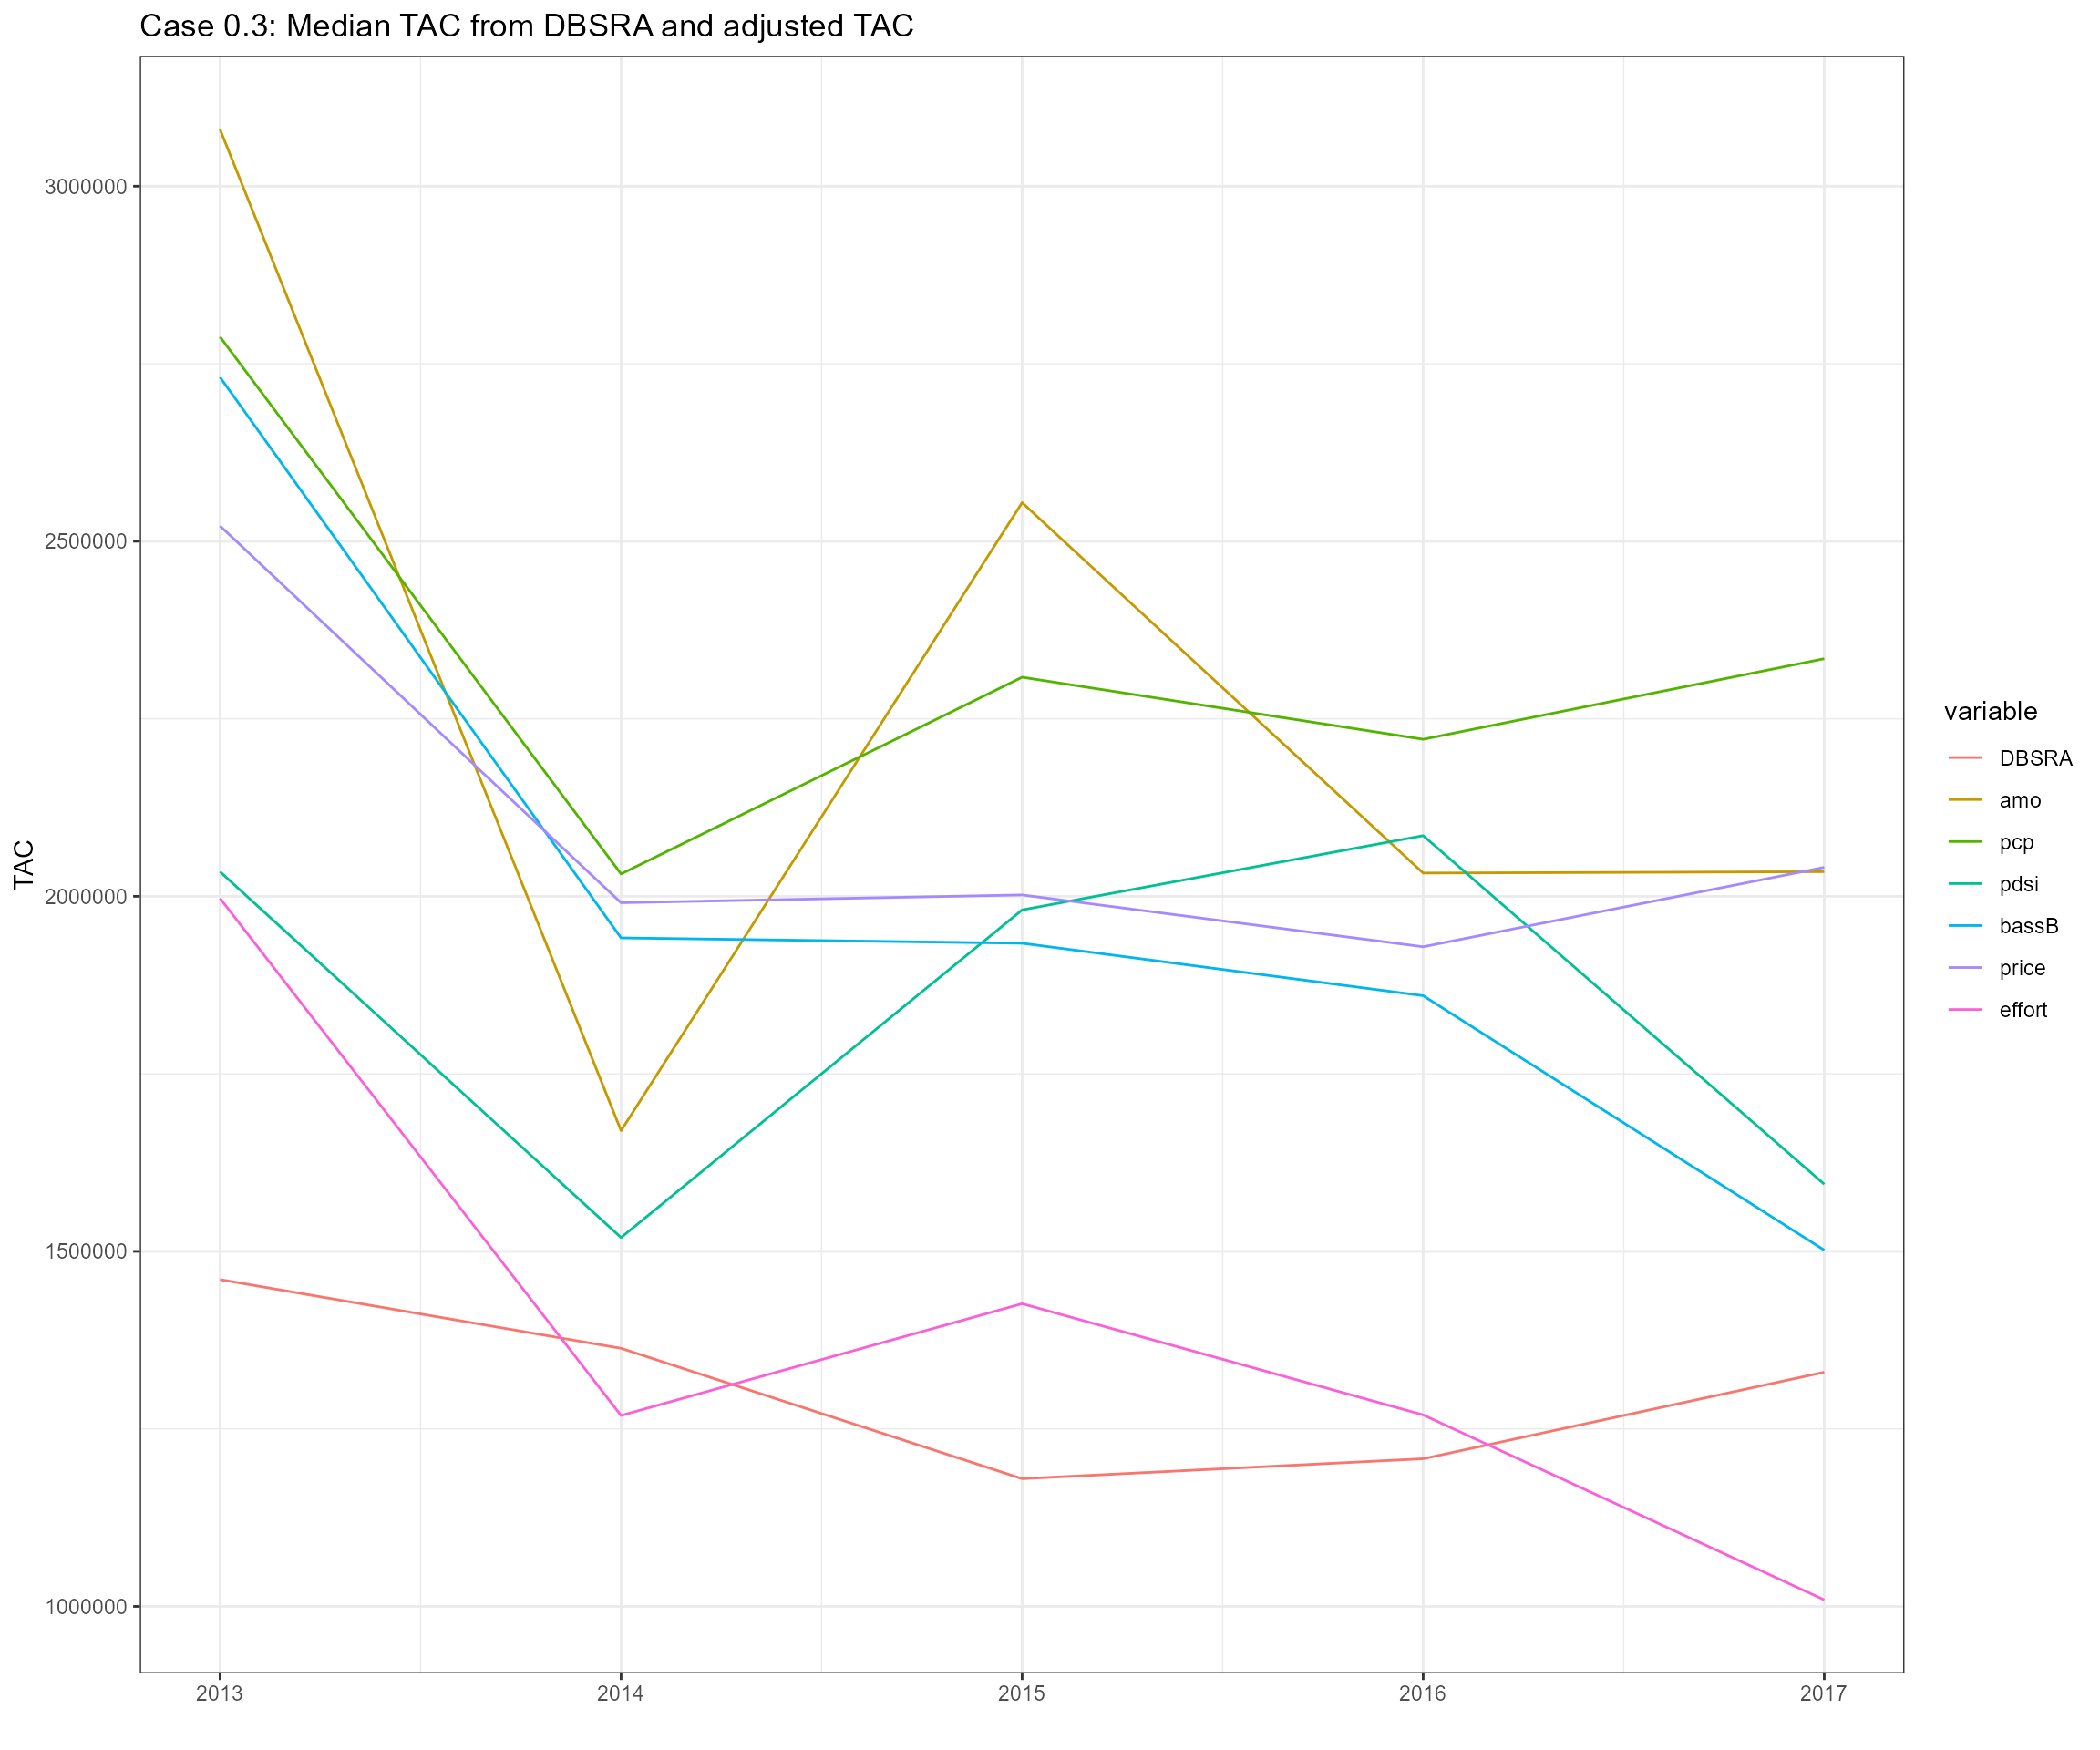 Case 0.3: Median TAC from DBSRA and adjusted TAC
3000000
2500000
2000000
1500000
1000000
TAC
2013 2014 2015 2016 2017
variable
DBSRA
amo
pcp
pdsi
bassB
price
effort